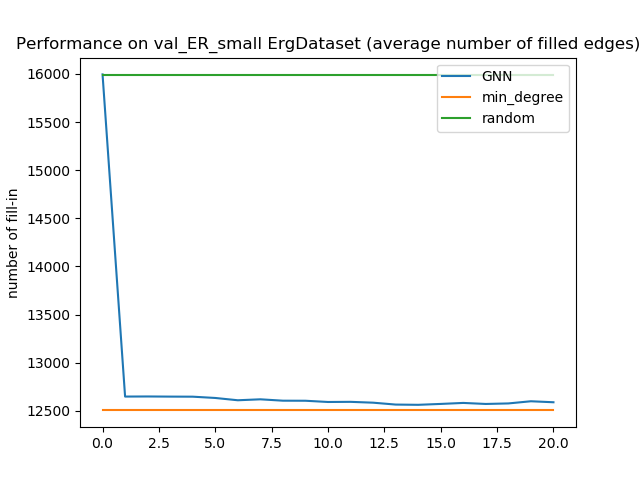 Performance on val_ER_small ErgDataset (average number of filled edges)
number of fill-in
16000
15500
15000
14500
14000
13500
13000
12500
0.0 2.5 5.0 7.5 10.0 12.5 15.0 17.5 20.0
GNN
min_degree
random